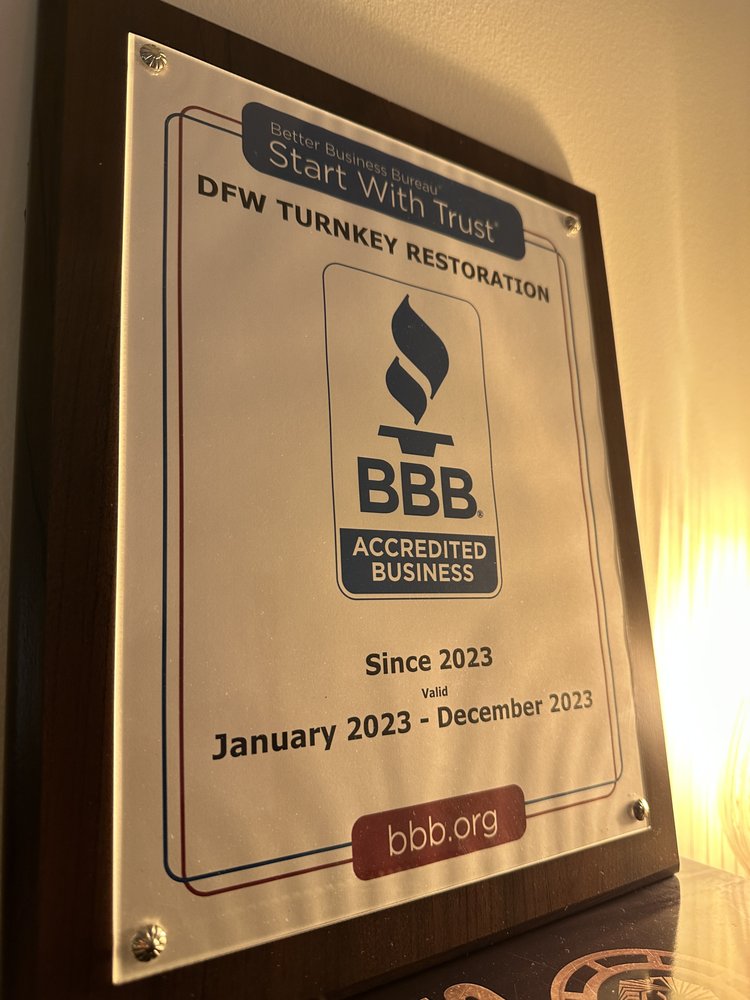 Better Business Bureau®
Start With Trust®
DFW TURNKEY RESTORATION
BBB®
ACCREDITED
BUSINESS
Since 2023
Valid
January 2023 - December 2023
bbb.org